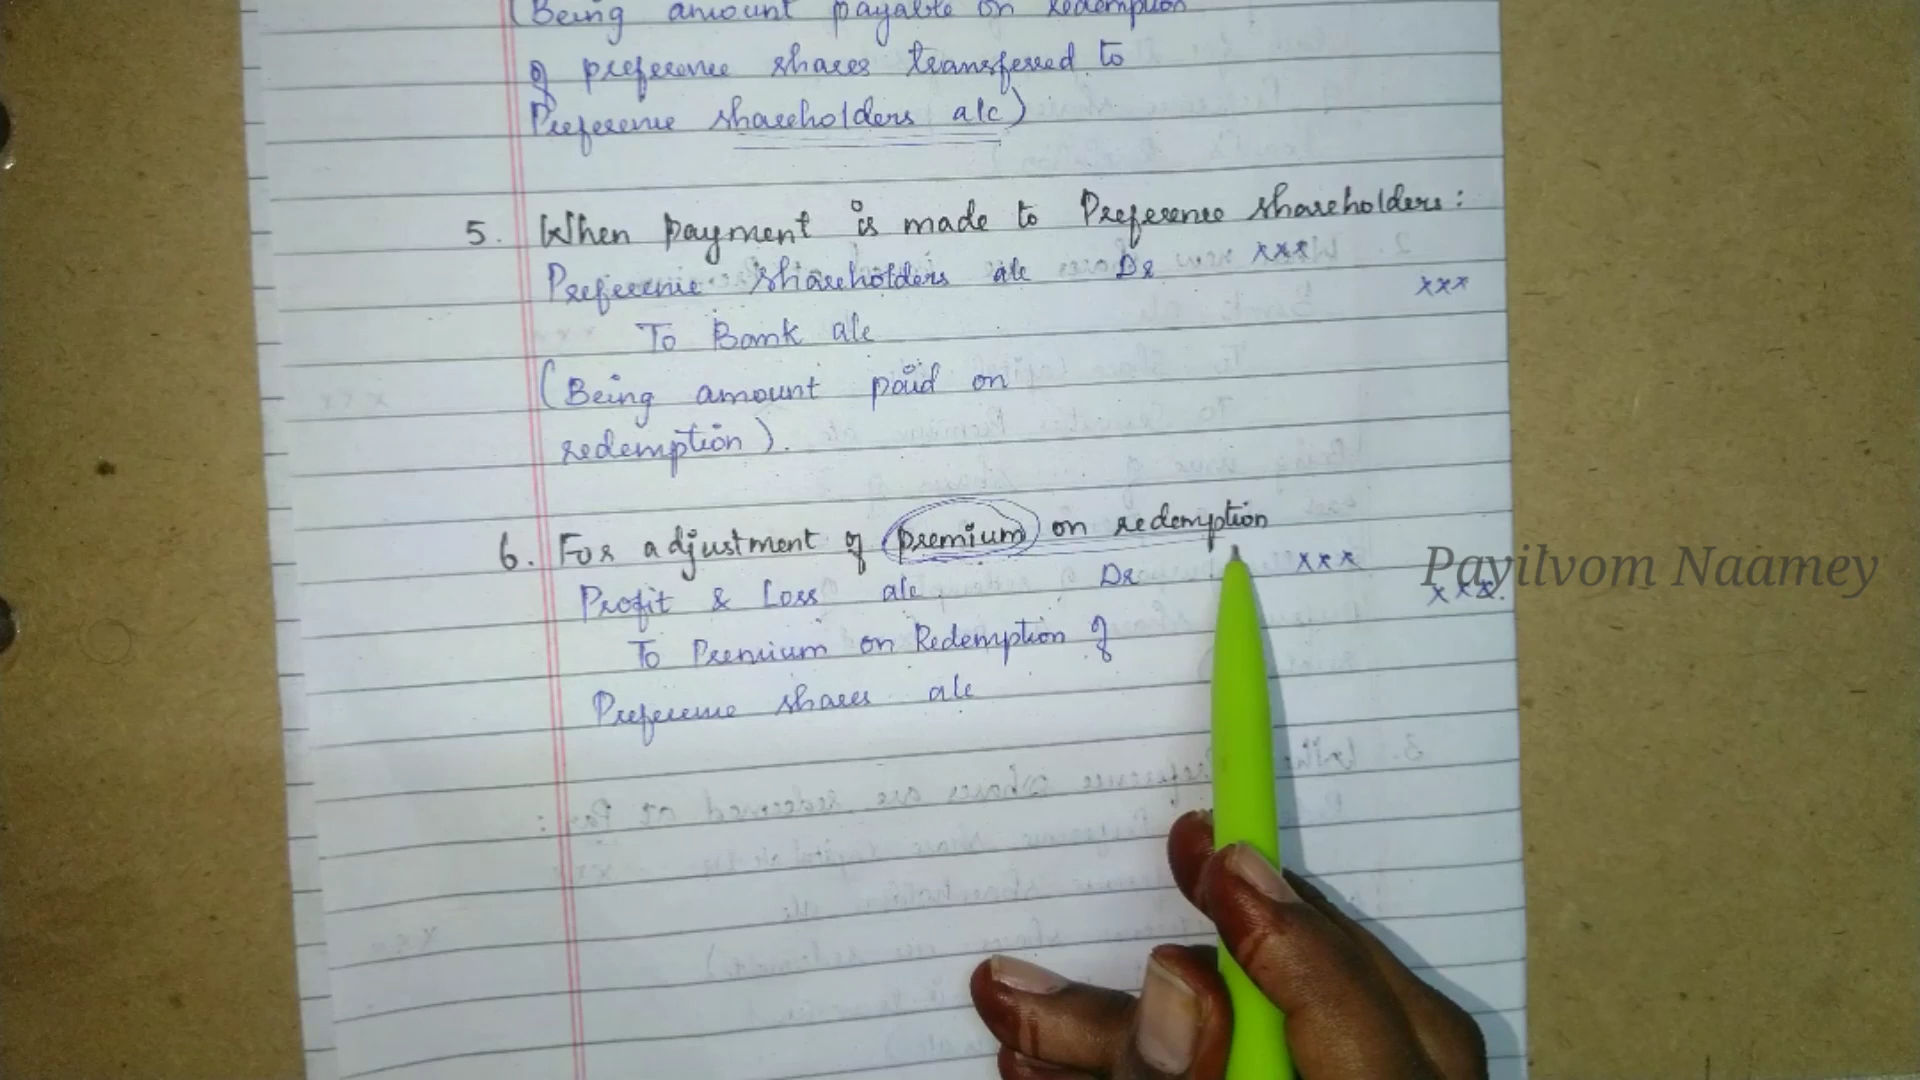 (Being amount payable on redemption
of preference shares transferred to
Preference shareholders a/c)
5. When payment is made to Preference shareholders:
Preference shareholders a/c Dr xxx
xxx
To Bank a/c
(Being amount paid on
redemption).
6. For adjustment of premium on redemption
Profit & Loss a/c Dr xxx
xxx.
To Premium on Redemption of
Preference shares a/c
Payilvom Naamey